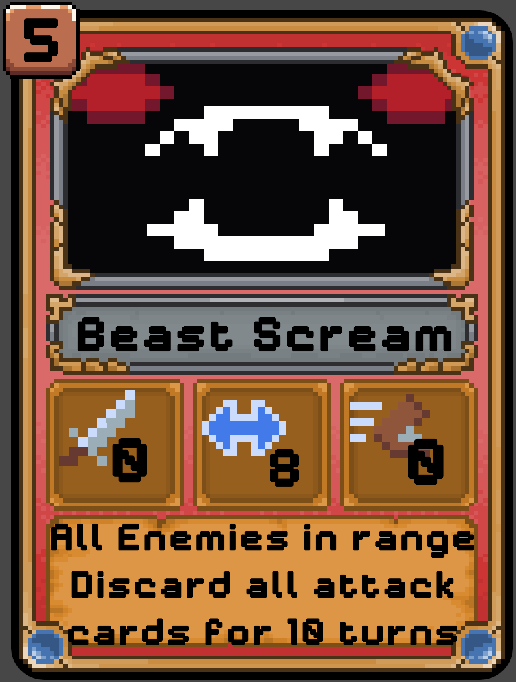 5
Beast Scream
0
8
0
All Enemies in range
Discard all attack
cards for 10 turns